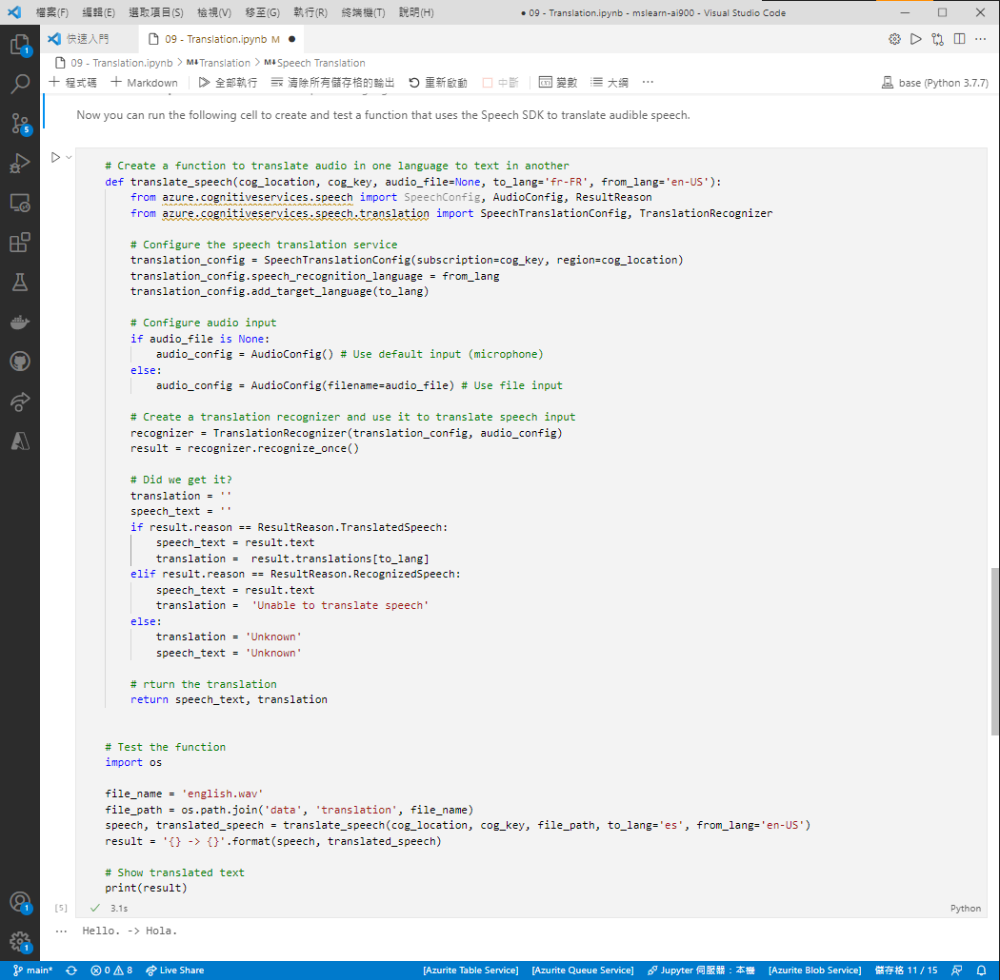 檔案(F) 編輯(E) 選取項目(S) 檢視(V) 移至(G) 執行(R) 終端機(T) 說明(H) ● 09 - Translation.ipynb - mslearn-ai900 - Visual Studio Code
快速入門 09 - Translation.ipynb M ●
09 - Translation.ipynb > M↓Translation > M↓Speech Translation
+ 程式碼 + Markdown 全部執行 清除所有儲存格的輸出 重新啟動 中斷 變數 大綱 ··· base (Python 3.7.7)
Now you can run the following cell to create and test a function that uses the Speech SDK to translate audible speech.
# Create a function to translate audio in one language to text in another
def translate_speech(cog_location, cog_key, audio_file=None, to_lang='fr-FR', from_lang='en-US'):
    from azure.cognitiveservices.speech import SpeechConfig, AudioConfig, ResultReason
    from azure.cognitiveservices.speech.translation import SpeechTranslationConfig, TranslationRecognizer
    # Configure the speech translation service
    translation_config = SpeechTranslationConfig(subscription=cog_key, region=cog_location)
    translation_config.speech_recognition_language = from_lang
    translation_config.add_target_language(to_lang)
    # Configure audio input
    if audio_file is None:
        audio_config = AudioConfig() # Use default input (microphone)
    else:
        audio_config = AudioConfig(filename=audio_file) # Use file input
    # Create a translation recognizer and use it to translate speech input
    recognizer = TranslationRecognizer(translation_config, audio_config)
    result = recognizer.recognize_once()
    # Did we get it?
    translation = ''
    speech_text = ''
    if result.reason == ResultReason.TranslatedSpeech:
        speech_text = result.text
        translation =  result.translations[to_lang]
    elif result.reason == ResultReason.RecognizedSpeech:
        speech_text = result.text
        translation =  'Unable to translate speech'
    else:
        translation = 'Unknown'
        speech_text = 'Unknown'
    # rturn the translation
    return speech_text, translation
# Test the function
import os
file_name = 'english.wav'
file_path = os.path.join('data', 'translation', file_name)
speech, translated_speech = translate_speech(cog_location, cog_key, file_path, to_lang='es', from_lang='en-US')
result = '{} -> {}'.format(speech, translated_speech)
# Show translated text
print(result)
[5] ✓ 3.1s Python
··· Hello. -> Hola.
1
5
1
1
main* 0 8 Live Share [Azurite Table Service] [Azurite Queue Service] Jupyter 伺服器：本機 [Azurite Blob Service] 儲存格 11 / 15